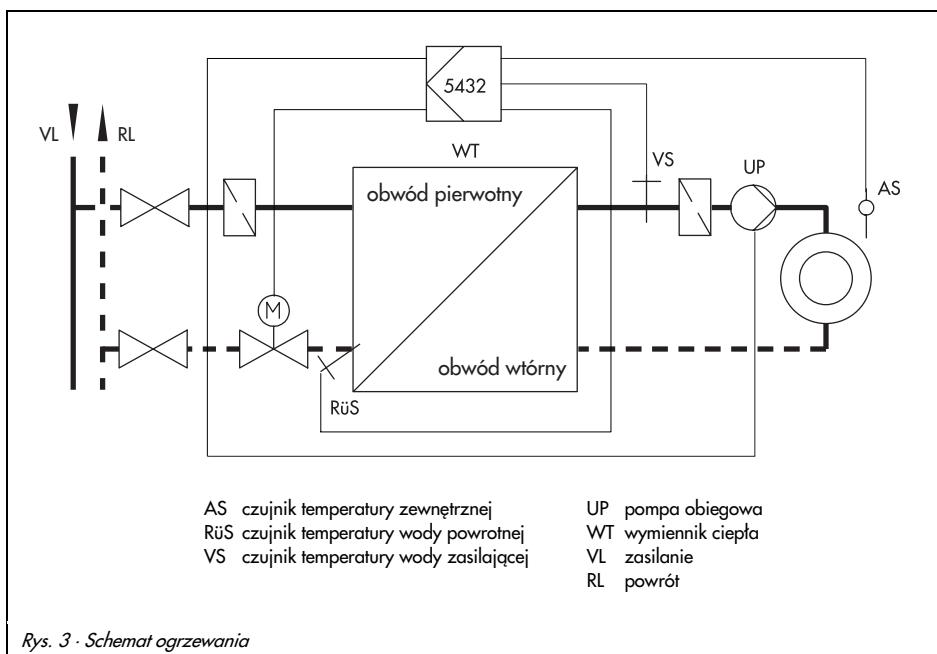 5432
WT
VL
RL
VS
UP
AS
obwód pierwotny
M
obwód wtórny
RüS
AS czujnik temperatury zewnętrznej
RüS czujnik temperatury wody powrotnej
VS czujnik temperatury wody zasilającej
UP pompa obiegowa
WT wymiennik ciepła
VL zasilanie
RL powrót
Rys. 3 · Schemat ogrzewania